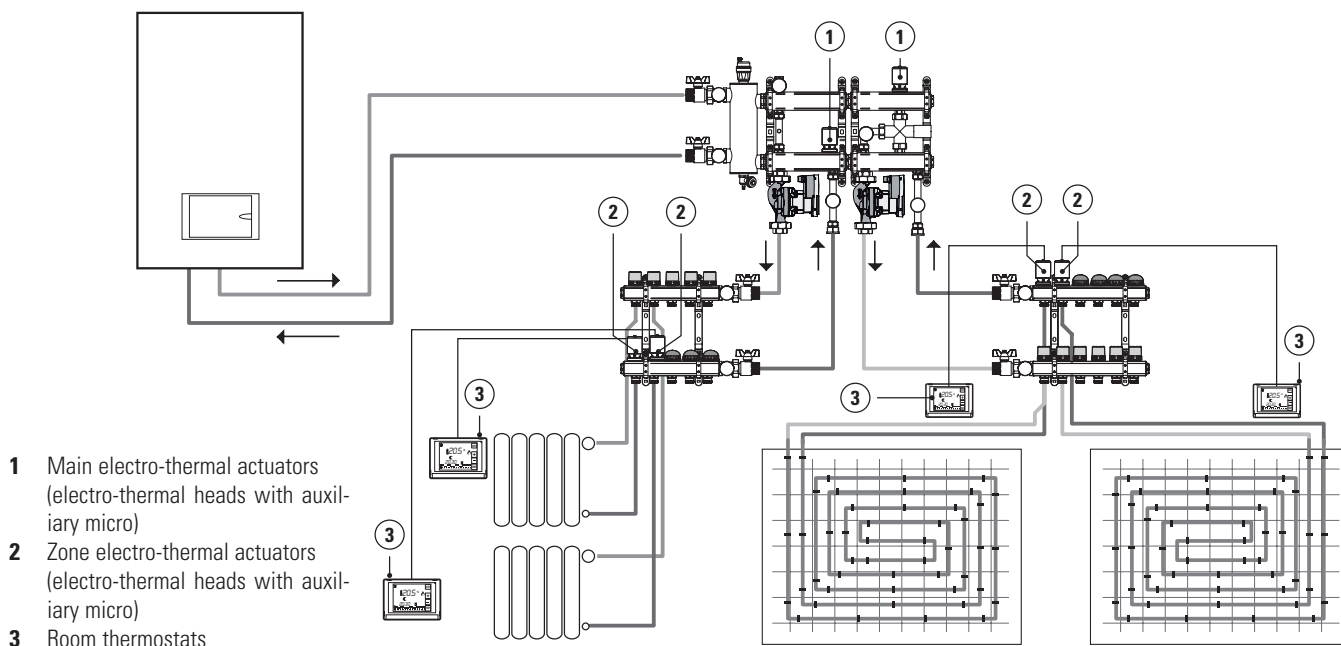 1 1
2 2 2 2
3
3
3
3
1 Main electro-thermal actuators
(electro-thermal heads with auxil-
iary micro)
2 Zone electro-thermal actuators
(electro-thermal heads with auxil-
iary micro)
3 Room thermostats